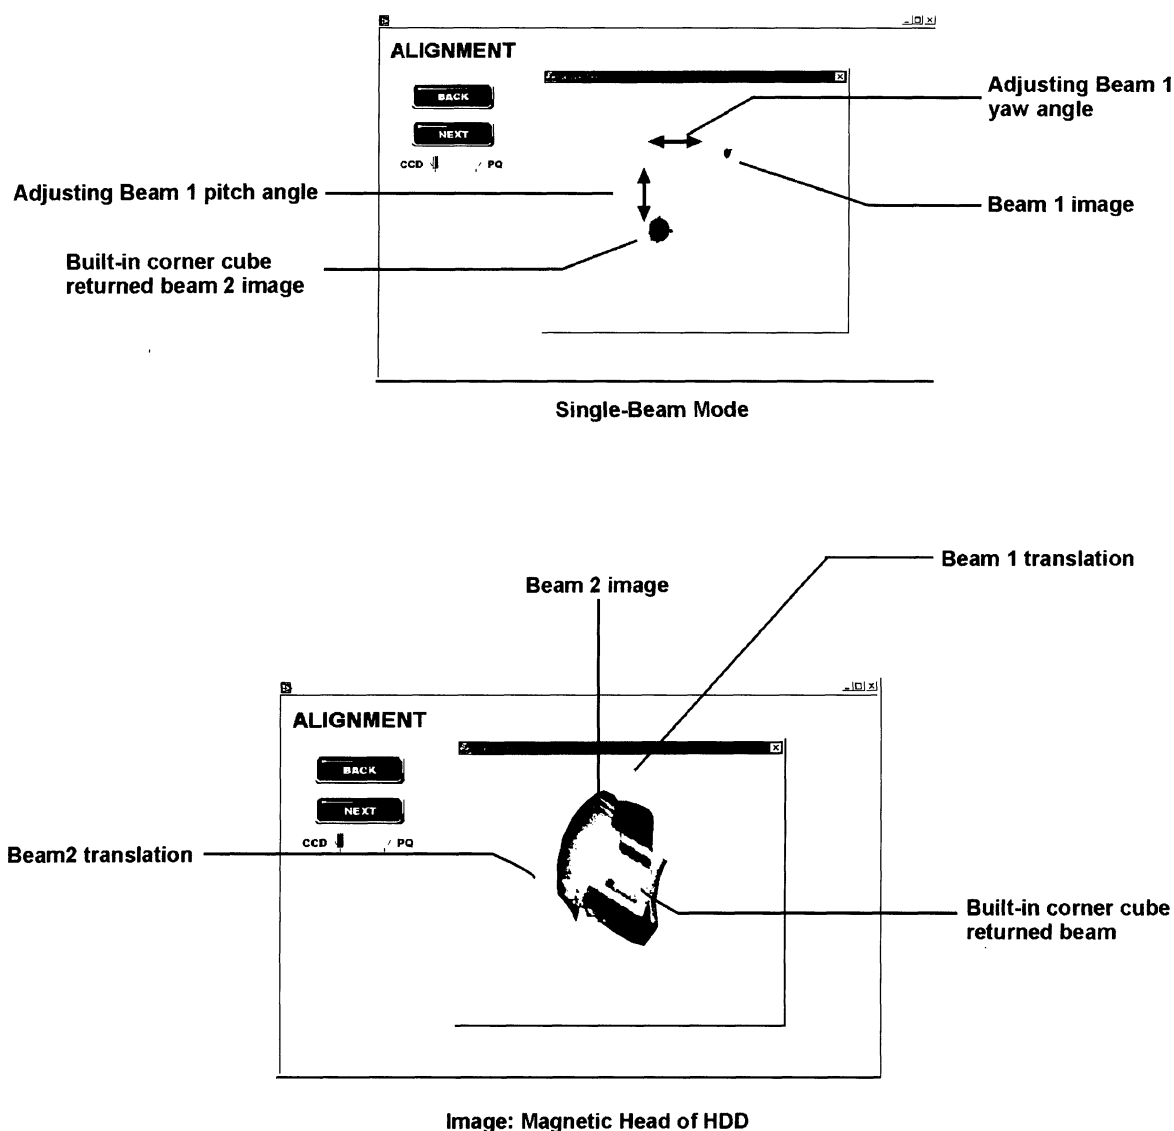 ALIGNMENT
BACK
NEXT
CCD
PQ
Adjusting Beam 1
yaw angle
Adjusting Beam 1 pitch angle
Beam 1 image
Built-in corner cube
returned beam 2 image
Single-Beam Mode
Beam 1 translation
Beam 2 image
ALIGNMENT
BACK
NEXT
CCD
PQ
Beam2 translation
Built-in corner cube
returned beam
Image: Magnetic Head of HDD